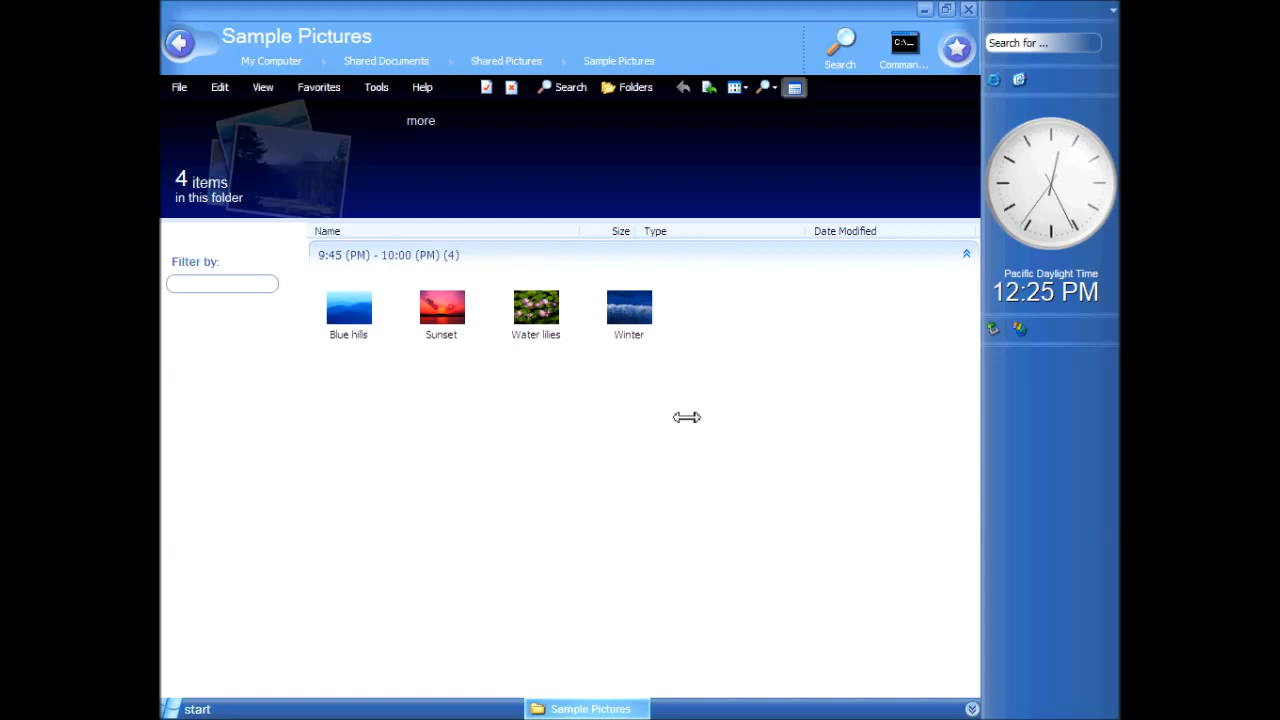 Sample Pictures
My Computer Shared Documents Shared Pictures Sample Pictures
Search
Comman...
C:\...
Search for ...
File Edit View Favorites Tools Help Search Folders
more
4 items
in this folder
Name Size Type Date Modified
9:45 (PM) - 10:00 (PM) (4)
Filter by:
Blue hills Sunset Water lilies Winter
Pacific Daylight Time
12:25 PM
start
Sample Pictures